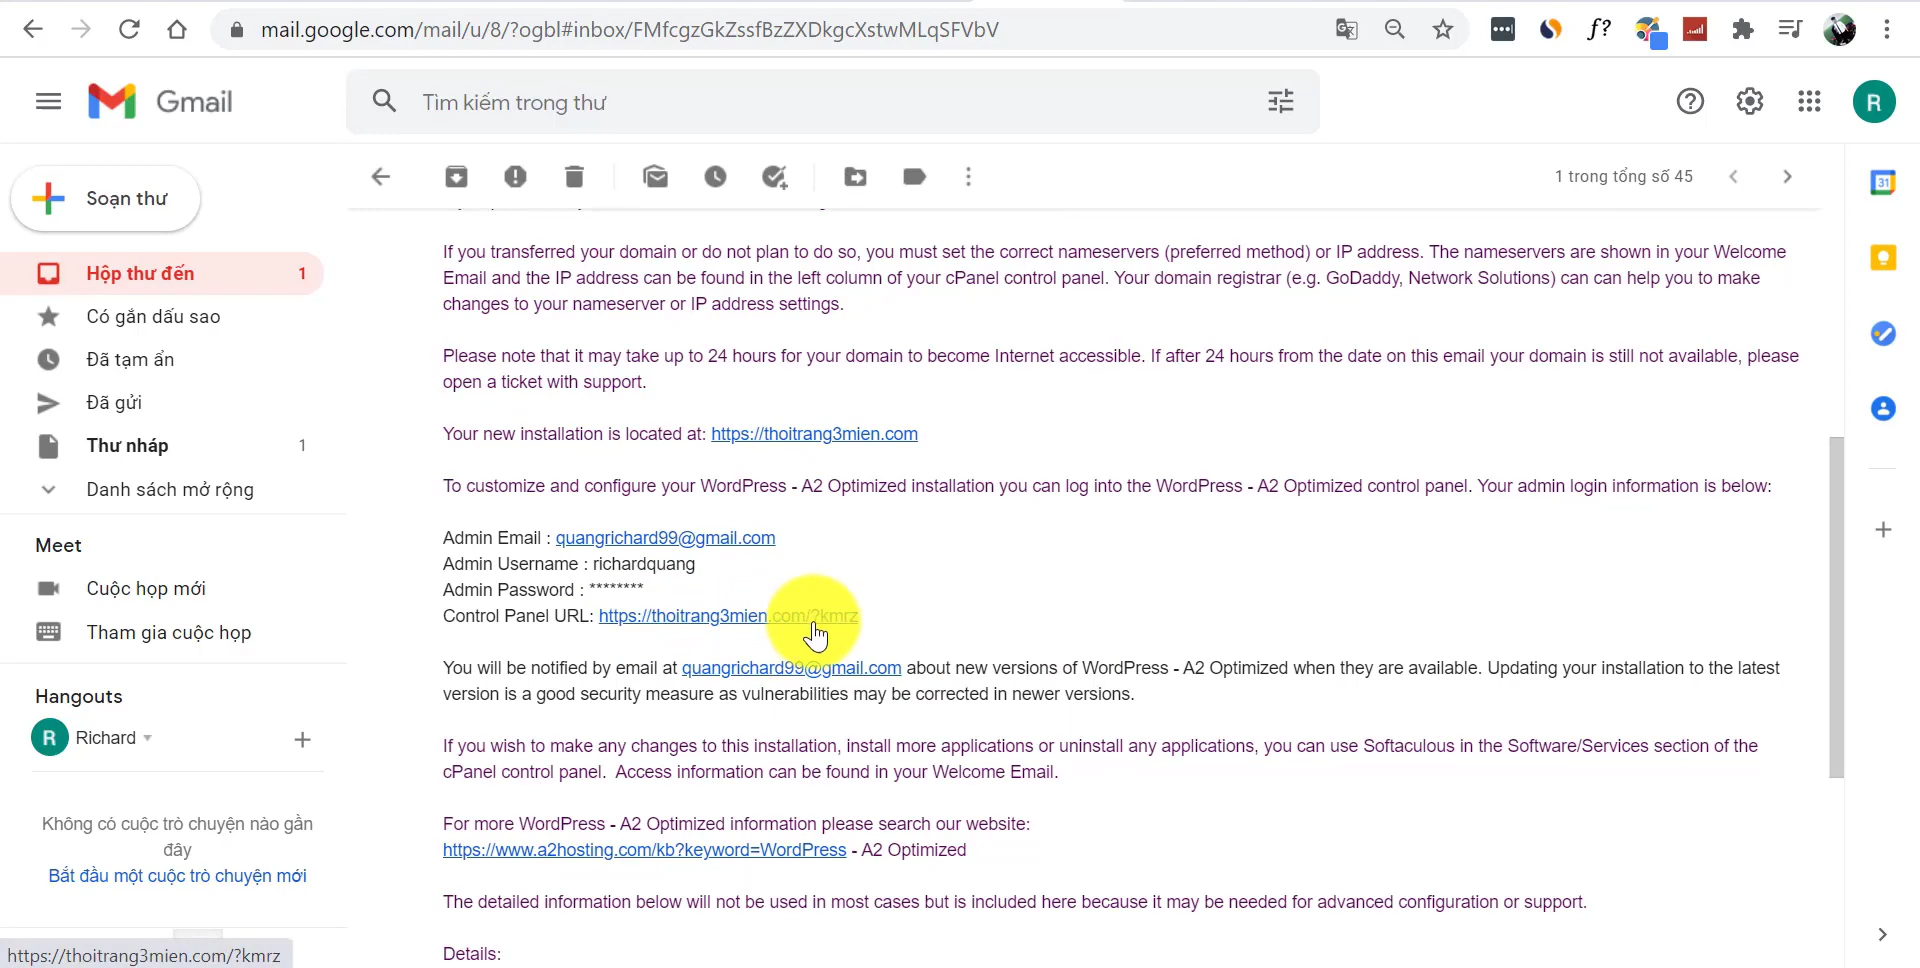 mail.google.com/mail/u/8/?ogbl#inbox/FMfcgzGkZssfBzZXDkgcXstwMLqSFVbV
f?
Gmail
Tìm kiếm trong thư
R
Soạn thư
1 trong tổng số 45
31
Hộp thư đến 1
Có gắn dấu sao
Đã tạm ẩn
Đã gửi
Thư nháp 1
Danh sách mở rộng
Meet
Cuộc họp mới
Tham gia cuộc họp
Hangouts
R Richard
Không có cuộc trò chuyện nào gần
đây
Bắt đầu một cuộc trò chuyện mới
If you transferred your domain or do not plan to do so, you must set the correct nameservers (preferred method) or IP address. The nameservers are shown in your Welcome
Email and the IP address can be found in the left column of your cPanel control panel. Your domain registrar (e.g. GoDaddy, Network Solutions) can can help you to make
changes to your nameserver or IP address settings.
Please note that it may take up to 24 hours for your domain to become Internet accessible. If after 24 hours from the date on this email your domain is still not available, please
open a ticket with support.
Your new installation is located at: https://thoitrang3mien.com
To customize and configure your WordPress - A2 Optimized installation you can log into the WordPress - A2 Optimized control panel. Your admin login information is below:
Admin Email : quangrichard99@gmail.com
Admin Username : richardquang
Admin Password : ********
Control Panel URL: https://thoitrang3mien.com/?kmrz
You will be notified by email at quangrichard99@gmail.com about new versions of WordPress - A2 Optimized when they are available. Updating your installation to the latest
version is a good security measure as vulnerabilities may be corrected in newer versions.
If you wish to make any changes to this installation, install more applications or uninstall any applications, you can use Softaculous in the Software/Services section of the
cPanel control panel.  Access information can be found in your Welcome Email.
For more WordPress - A2 Optimized information please search our website:
https://www.a2hosting.com/kb?keyword=WordPress - A2 Optimized
The detailed information below will not be used in most cases but is included here because it may be needed for advanced configuration or support.
Details:
https://thoitrang3mien.com/?kmrz